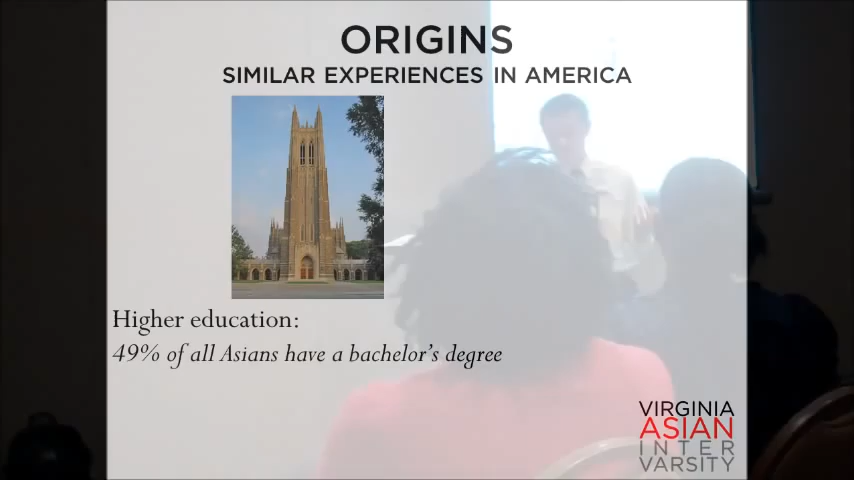 ORIGINS
SIMILAR EXPERIENCES IN AMERICA
Higher education:
49% of all Asians have a bachelor's degree
VIRGINIA
ASIAN
INTER
VARSITY